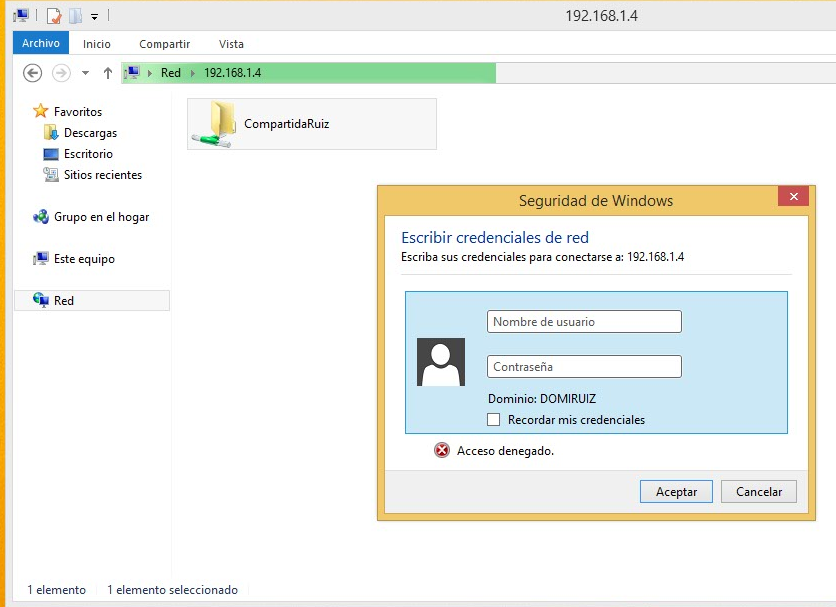 192.168.1.4
Archivo Inicio Compartir Vista
Red 192.168.1.4
Favoritos
Descargas
Escritorio
Sitios recientes
Grupo en el hogar
Este equipo
Red
CompartidaRuiz
Seguridad de Windows
Escribir credenciales de red
Escriba sus credenciales para conectarse a: 192.168.1.4
Nombre de usuario
Contraseña
Dominio: DOMIRUIZ
Recordar mis credenciales
Acceso denegado.
Aceptar Cancelar
1 elemento 1 elemento seleccionado